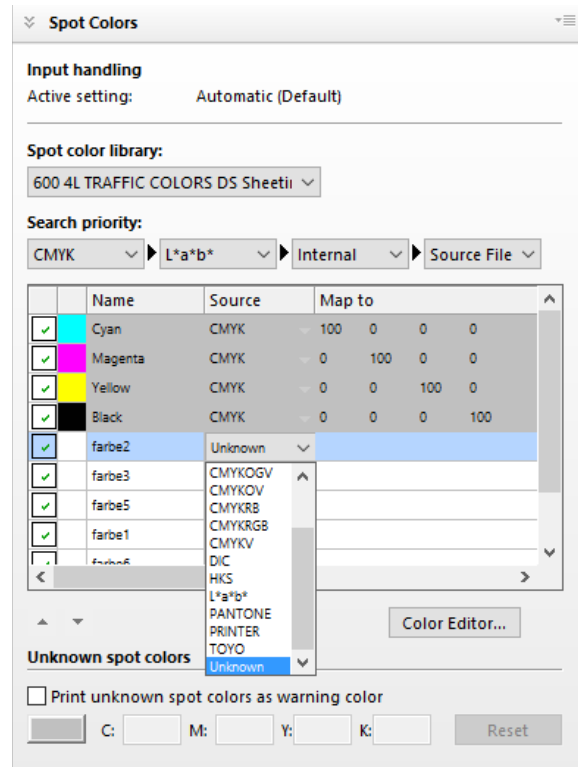 Spot Colors
Input handling
Active setting: Automatic (Default)
Spot color library:
600 4L TRAFFIC COLORS DS Sheetin
Search priority:
CMYK L*a*b* Internal Source File
Name Source Map to
Cyan CMYK 100 0 0 0
Magenta CMYK 0 100 0 0
Yellow CMYK 0 0 100 0
Black CMYK 0 0 0 100
farbe2 Unknown
farbe3
farbe5
farbe1
farbe6
CMYKOGV
CMYKOV
CMYKRB
CMYKRGB
CMYKV
DIC
HKS
L*a*b*
PANTONE
PRINTER
TOYO
Unknown
Color Editor...
Unknown spot colors
Print unknown spot colors as warning color
C: M: Y: K: Reset